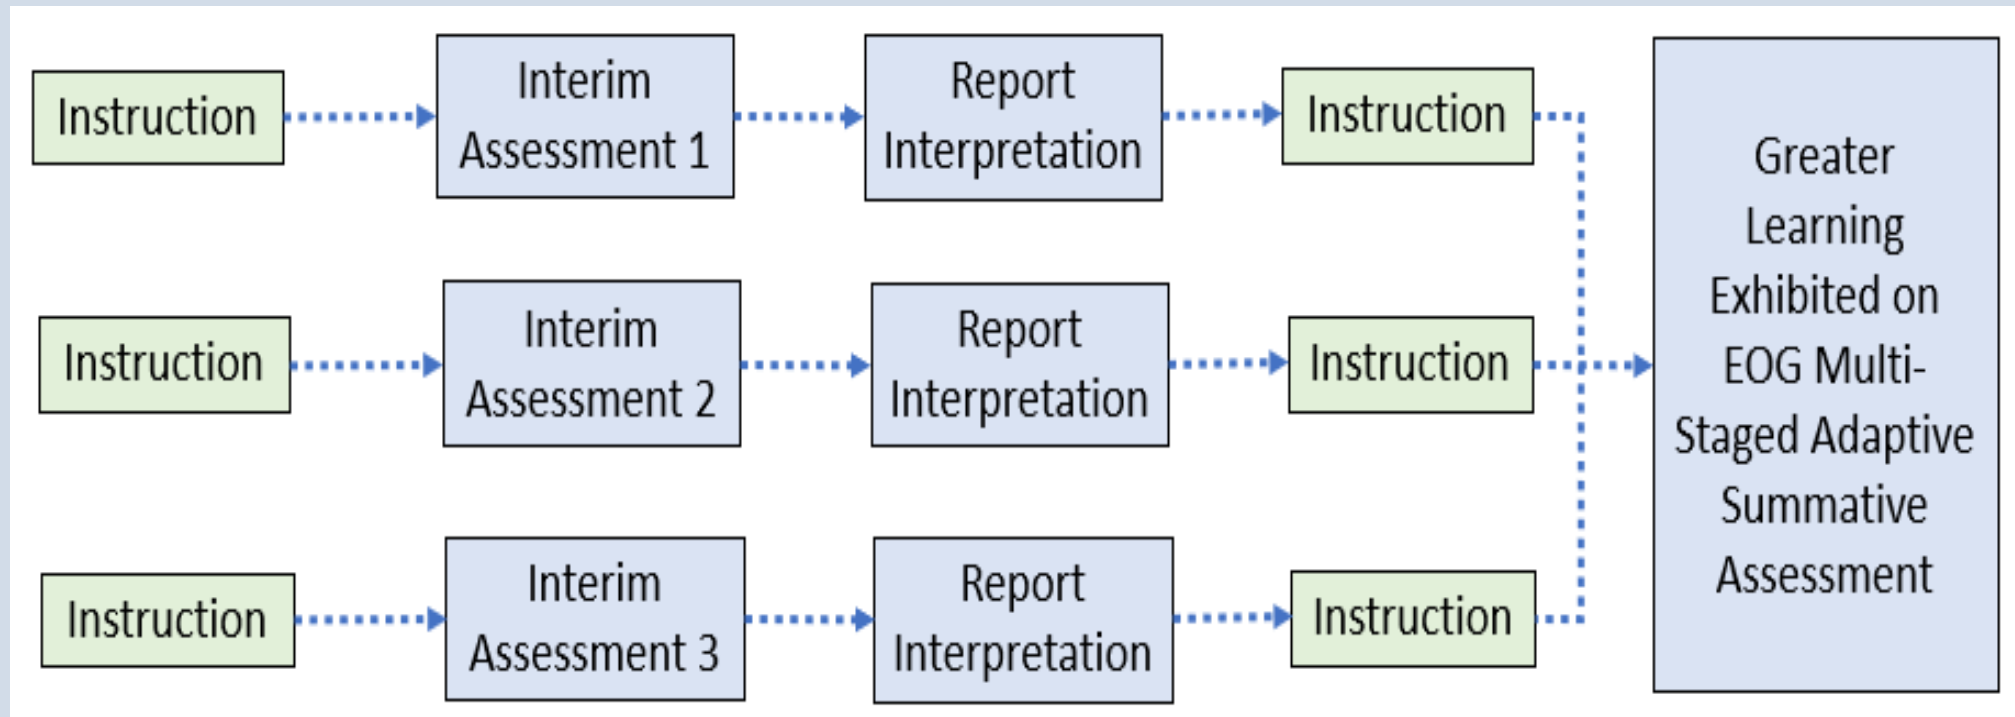 Instruction
Interim
Assessment 1
Report
Interpretation
Instruction
Instruction
Interim
Assessment 2
Report
Interpretation
Instruction
Instruction
Interim
Assessment 3
Report
Interpretation
Instruction
Greater
Learning
Exhibited on
EOG Multi-
Staged Adaptive
Summative
Assessment